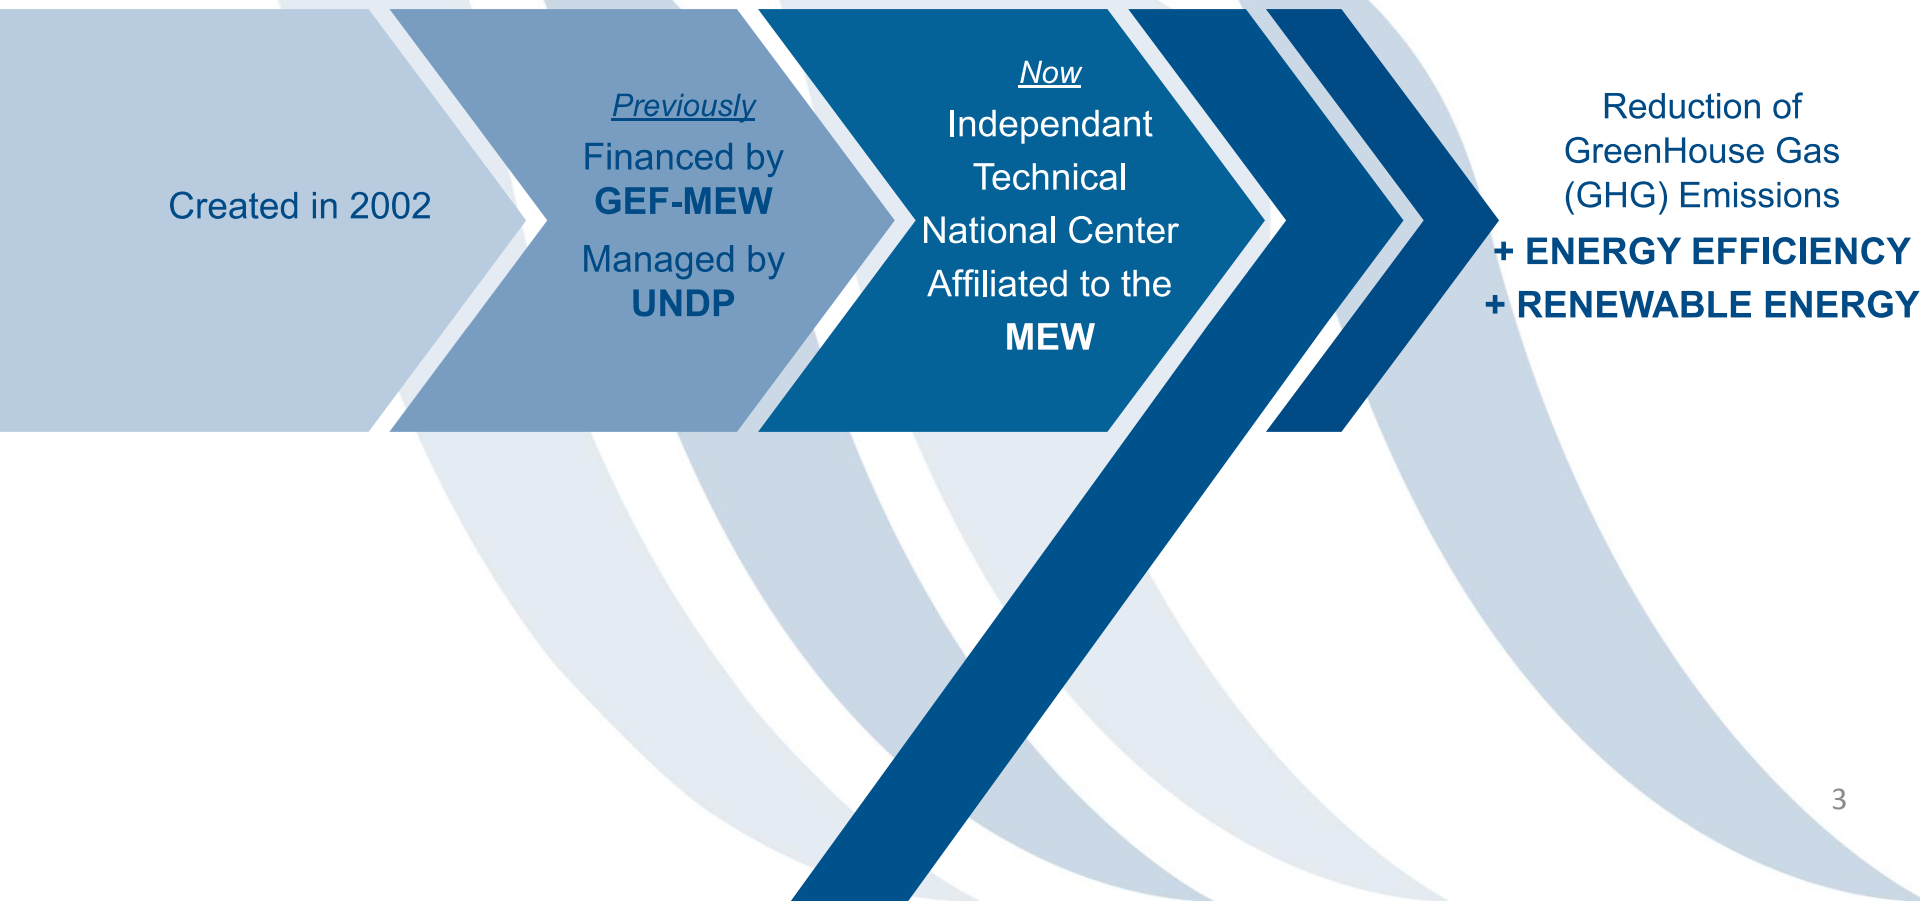 Created in 2002
Previously
Financed by
GEF-MEW
Managed by
UNDP
Now
Independant
Technical
National Center
Affiliated to the
MEW
Reduction of
GreenHouse Gas
(GHG) Emissions
+ ENERGY EFFICIENCY
+ RENEWABLE ENERGY
3